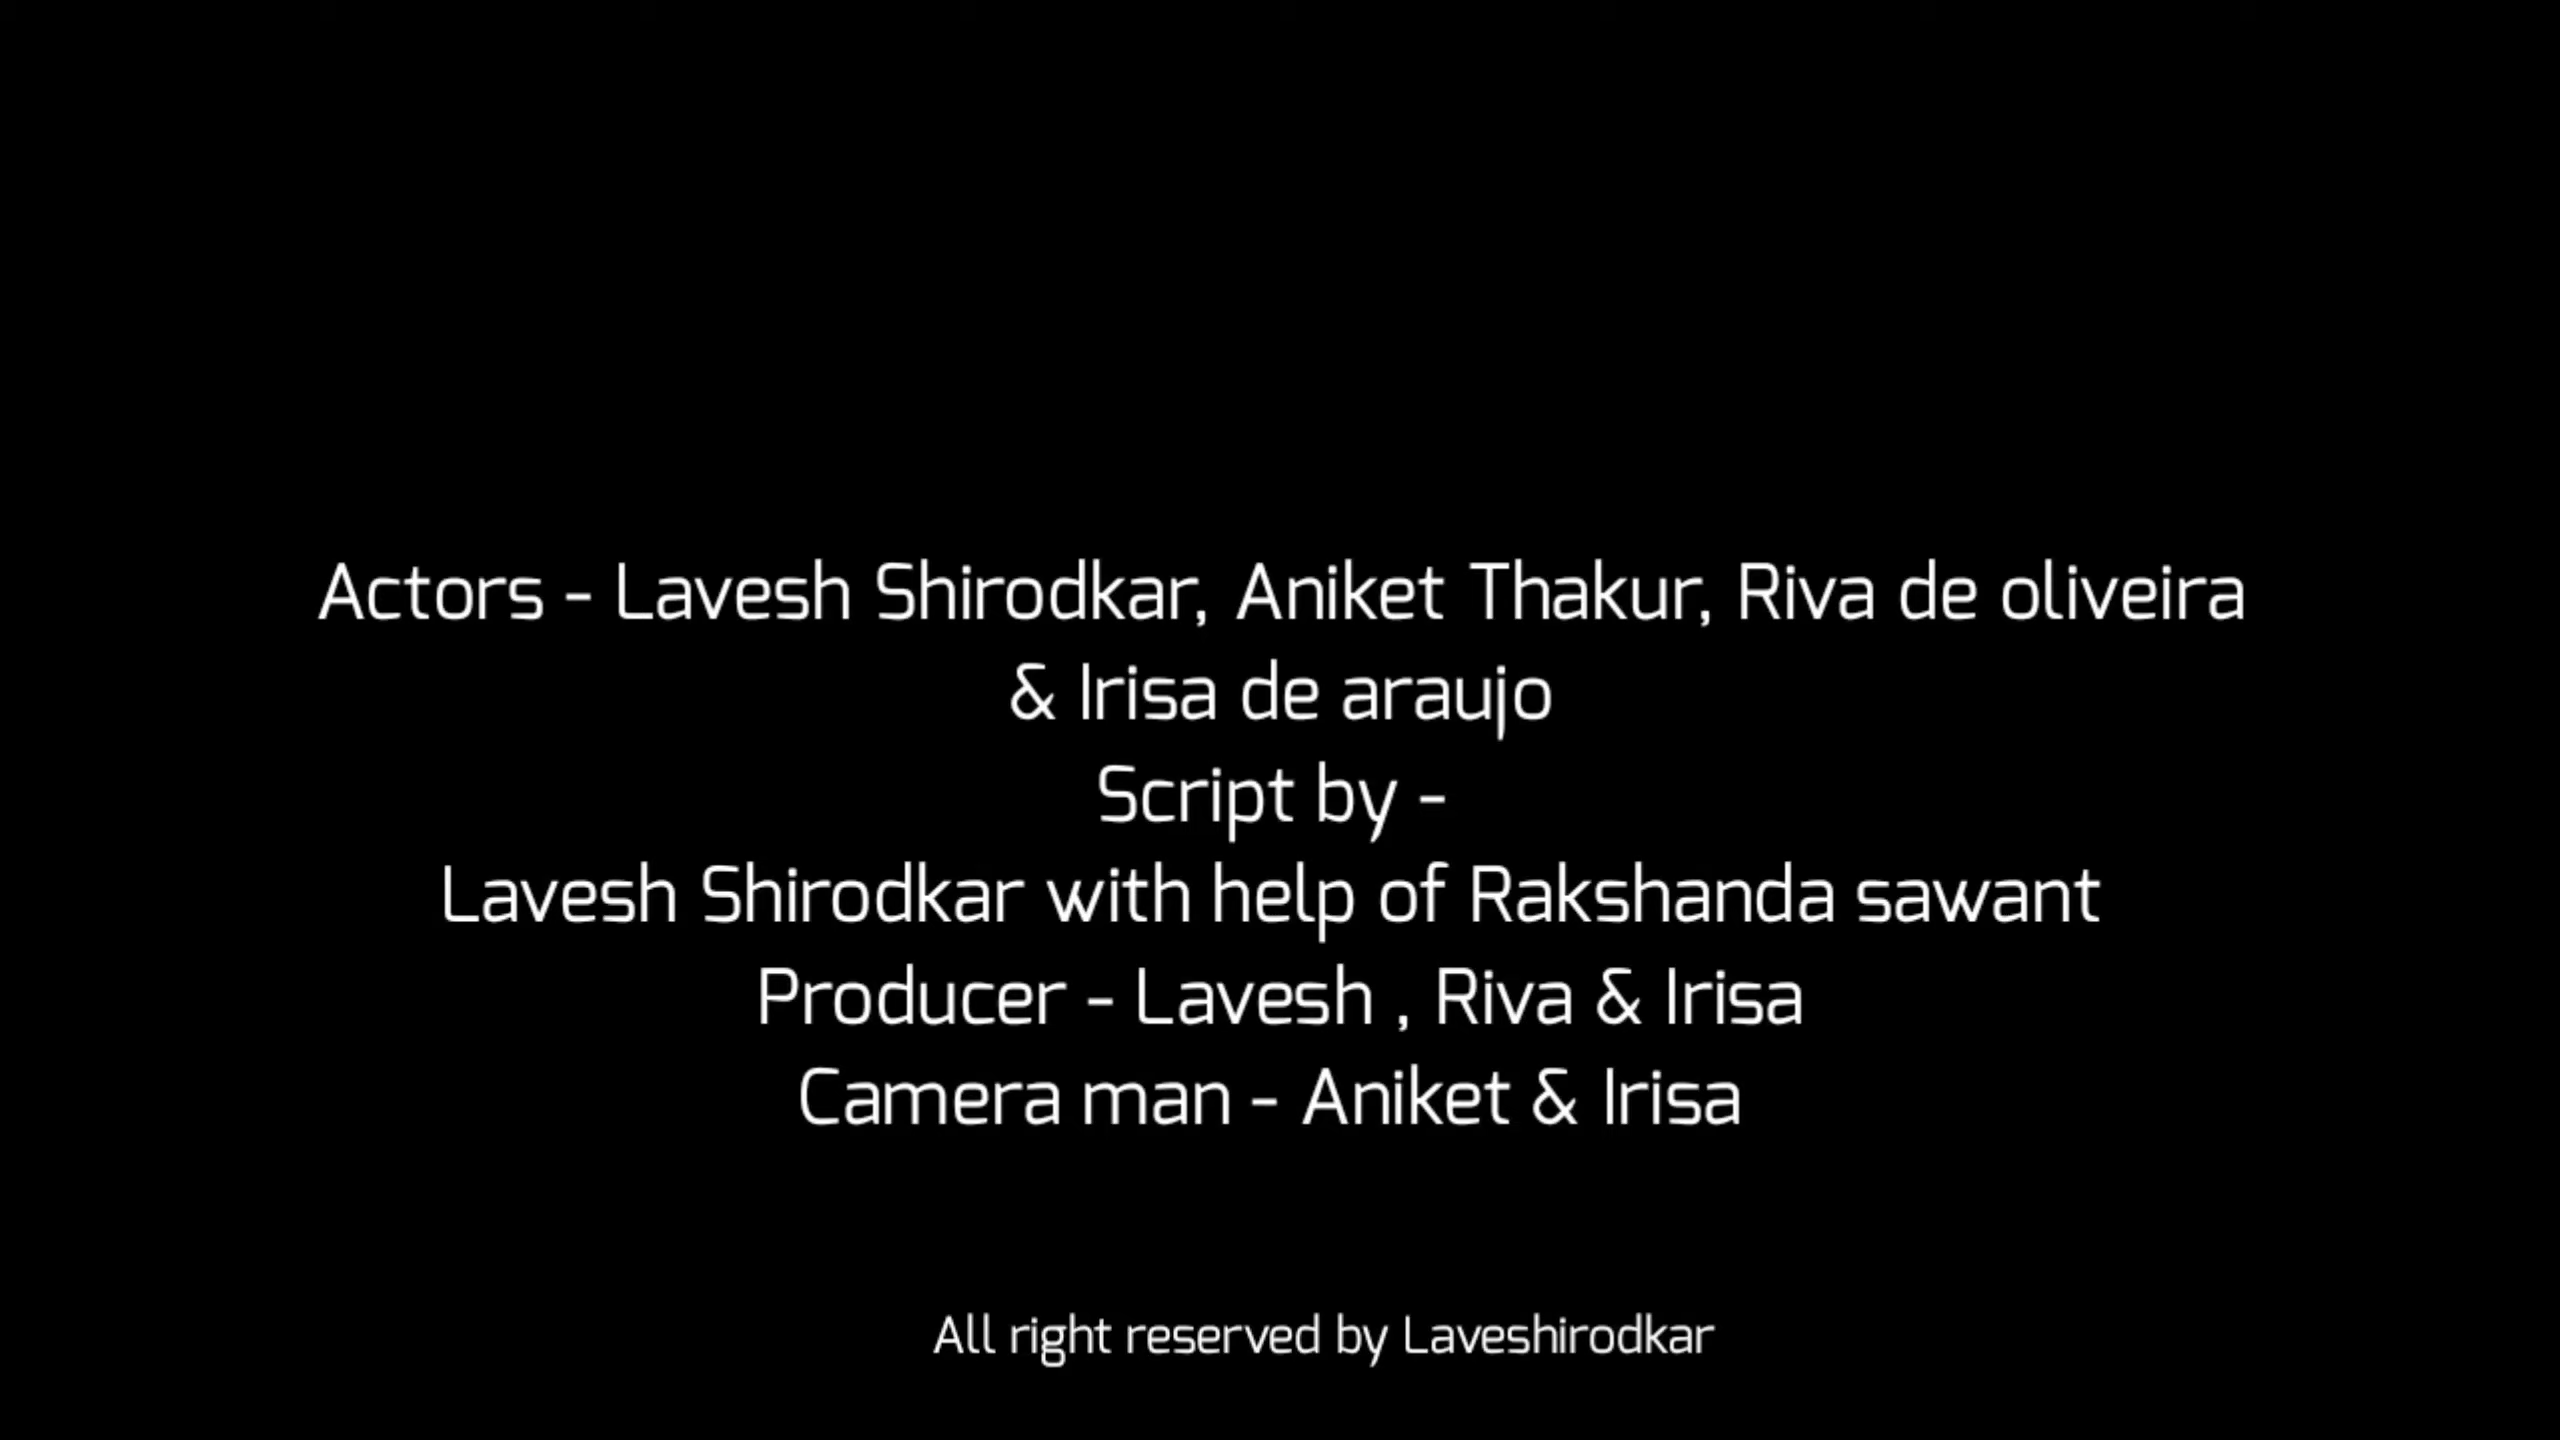 Actors - Lavesh Shirodkar, Aniket Thakur, Riva de oliveira
& Irisa de araujo
Script by -
Lavesh Shirodkar with help of Rakshanda sawant
Producer - Lavesh , Riva & Irisa
Camera man - Aniket & Irisa
All right reserved by Laveshirodkar